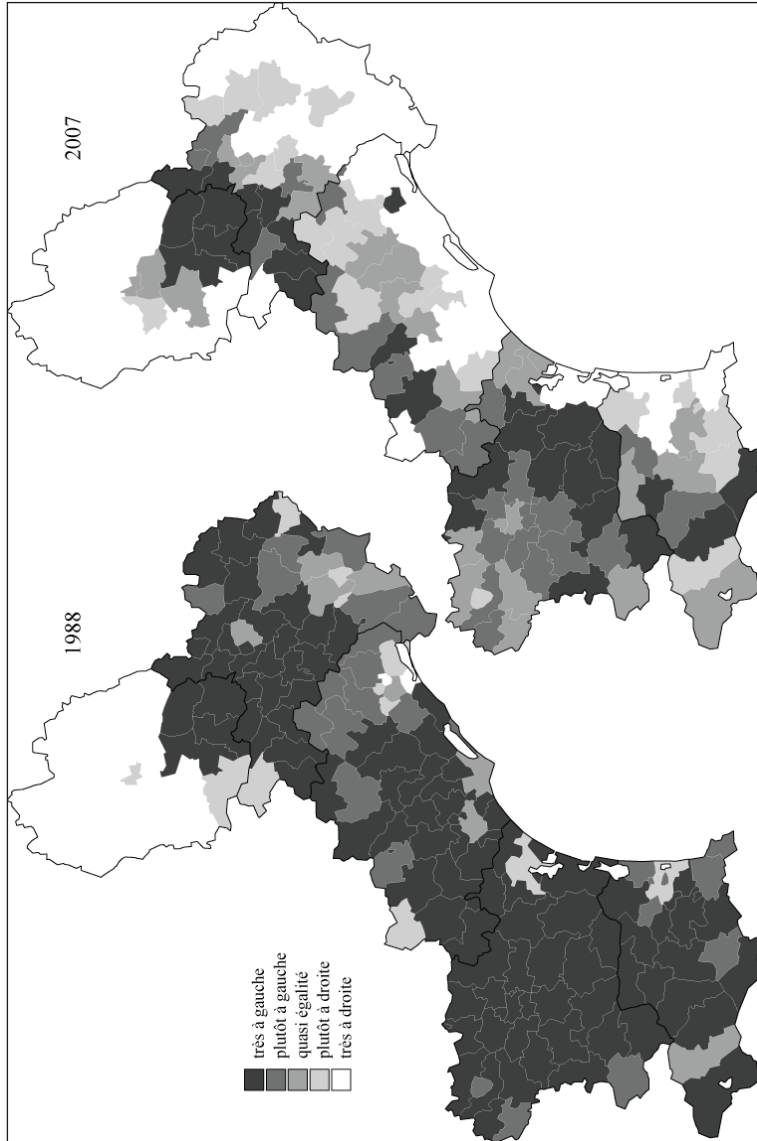 1988
2007
très à gauche
plutôt à gauche
quasi égalité
plutôt à droite
très à droite